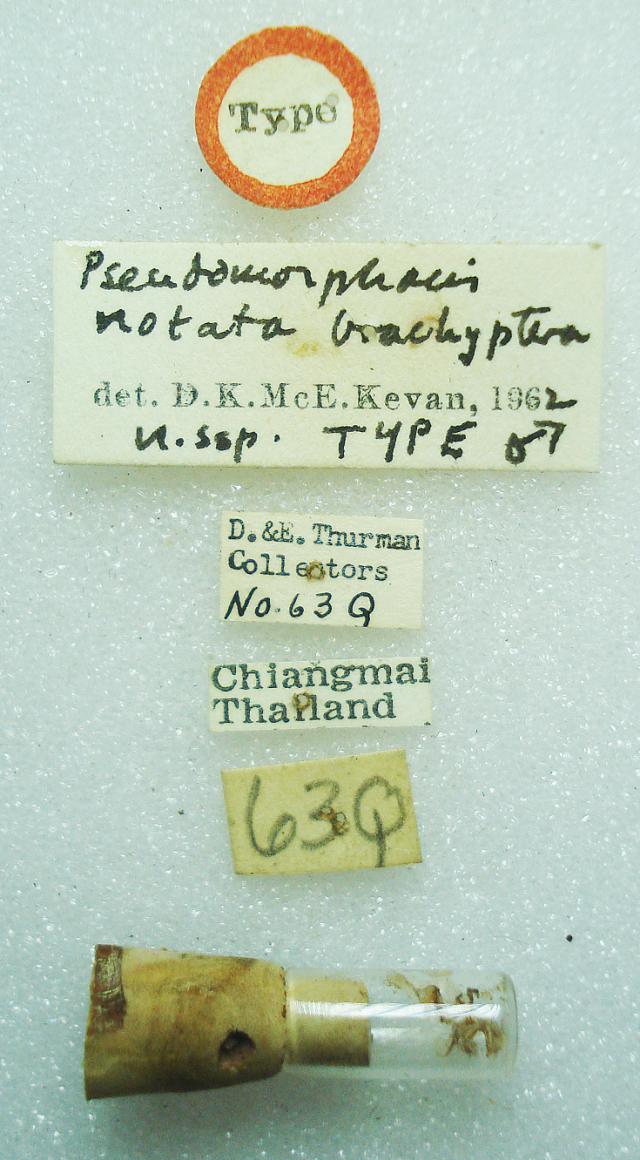 Type
Pseudomorphacris
notata brachyptera
det. D.K.McE.Kevan, 1962
n.ssp. TYPE ♂
D.&E. Thurman
Collectors
No.63 Q
Chiangmai
Thailand
63Q